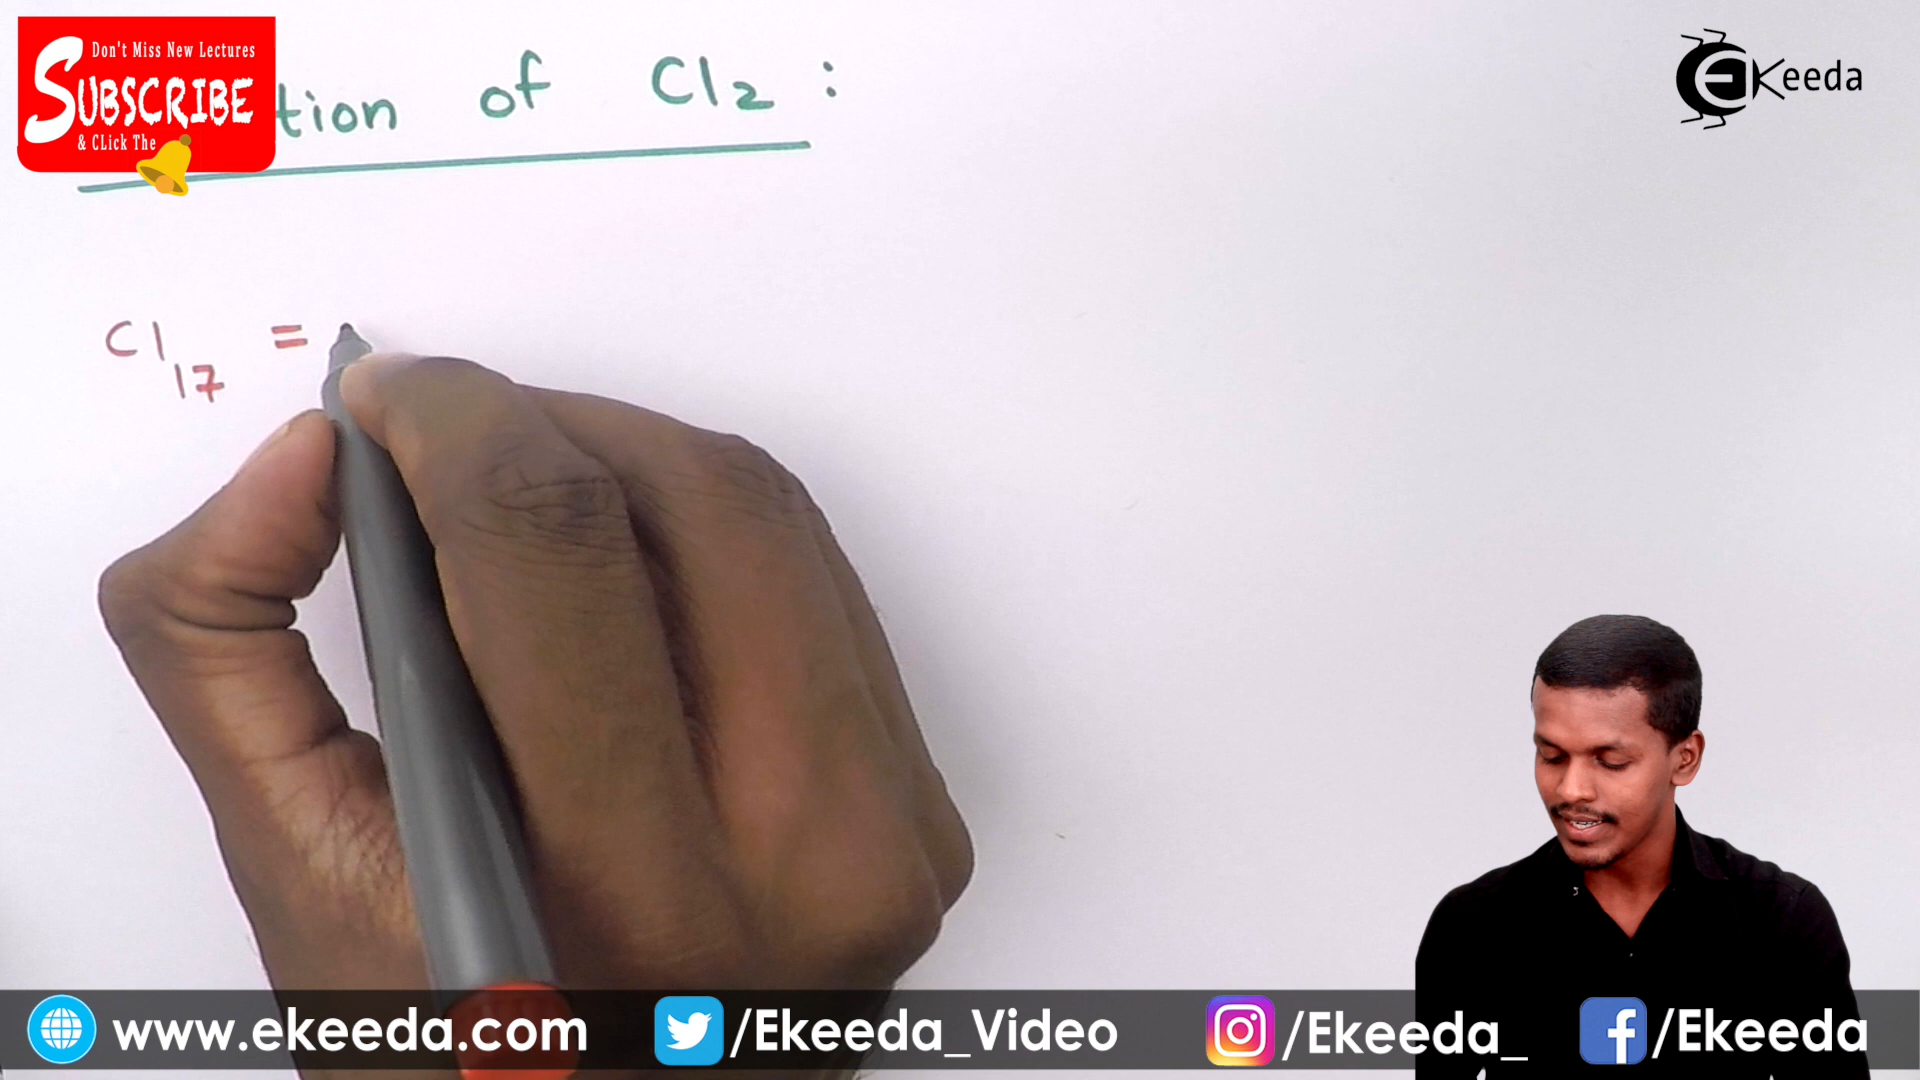 Don't Miss New Lectures
SUBSCRIBE
& CLick The
tion of Cl2 :
Keeda
Cl17 =
www.ekeeda.com
/Ekeeda_Video
/Ekeeda_
/Ekeeda